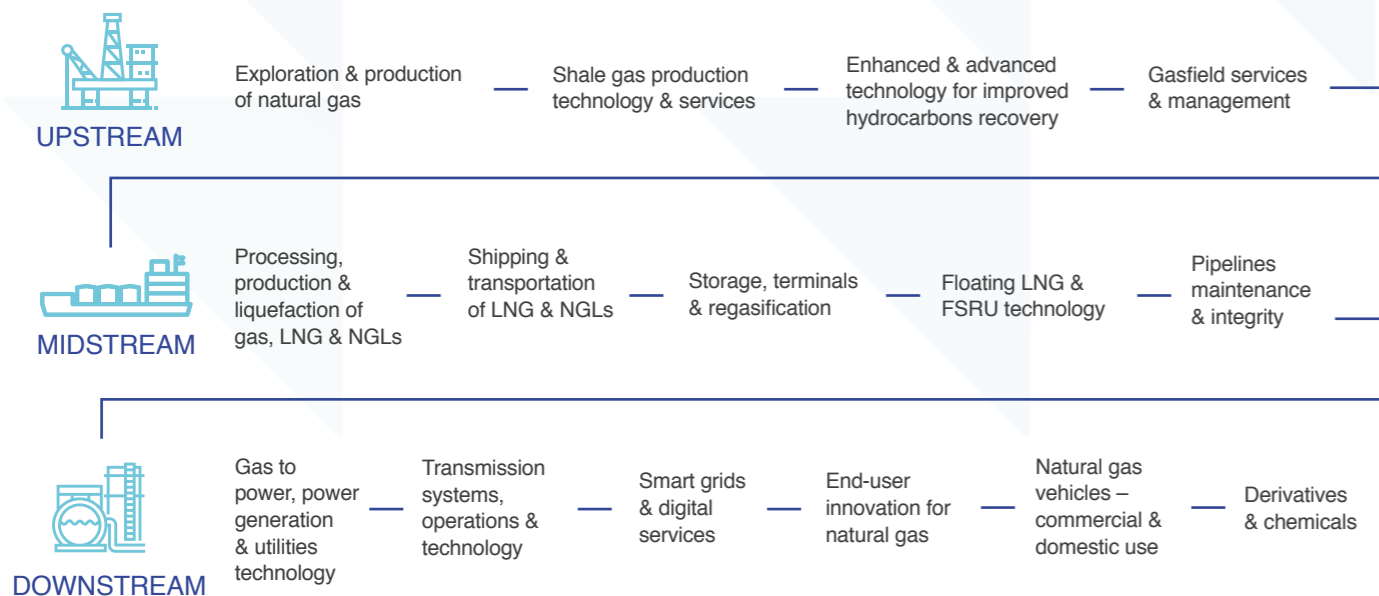 Exploration & production
of natural gas
Shale gas production
technology & services
Enhanced & advanced
technology for improved
hydrocarbons recovery
Gasfield services
& management
UPSTREAM
Processing,
production &
liquefaction of
gas, LNG & NGLs
Shipping &
transportation
of LNG & NGLs
Storage, terminals
& regasification
Floating LNG &
FSRU technology
Pipelines
maintenance
& integrity
MIDSTREAM
Gas to
power, power
generation
& utilities
technology
Transmission
systems,
operations &
technology
Smart grids
& digital
services
End-user
innovation for
natural gas
Natural gas
vehicles –
commercial &
domestic use
Derivatives
& chemicals
DOWNSTREAM